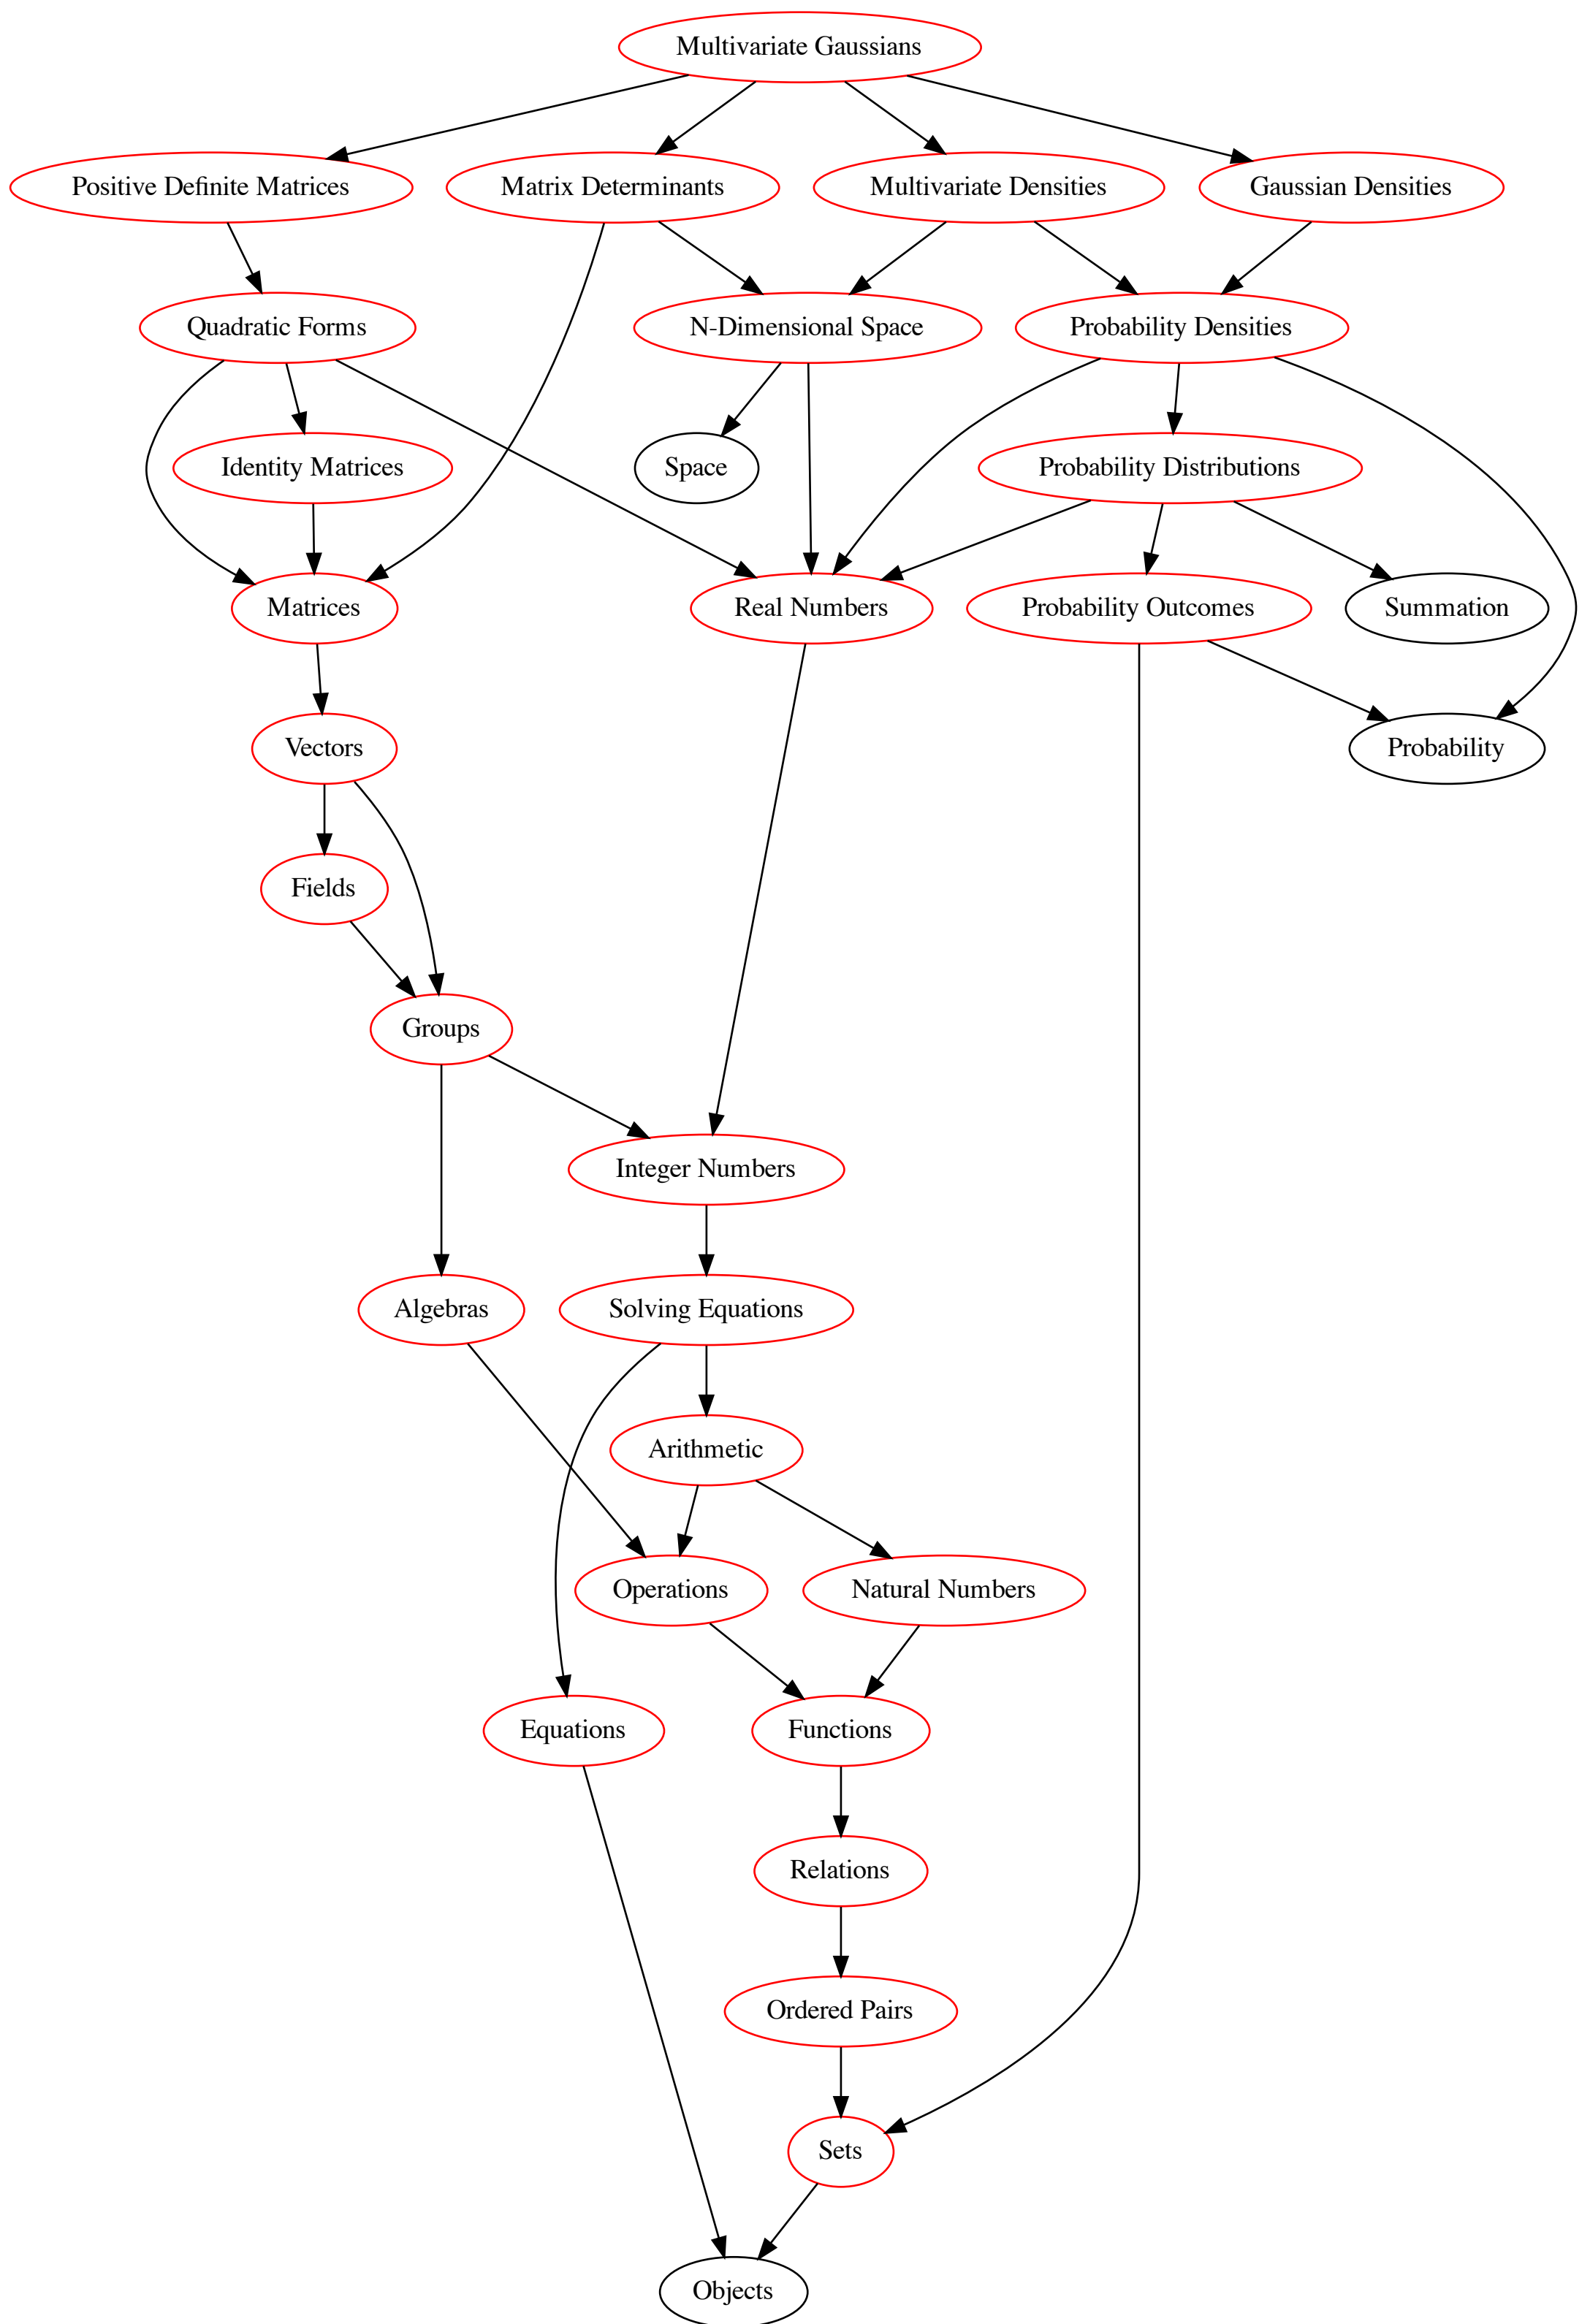 Multivariate Gaussians
Positive Definite Matrices
Matrix Determinants
Multivariate Densities
Gaussian Densities
Quadratic Forms
N-Dimensional Space
Probability Densities
Identity Matrices
Space
Probability Distributions
Matrices
Real Numbers
Probability Outcomes
Summation
Vectors
Probability
Fields
Groups
Integer Numbers
Algebras
Solving Equations
Arithmetic
Operations
Natural Numbers
Equations
Functions
Relations
Ordered Pairs
Sets
Objects